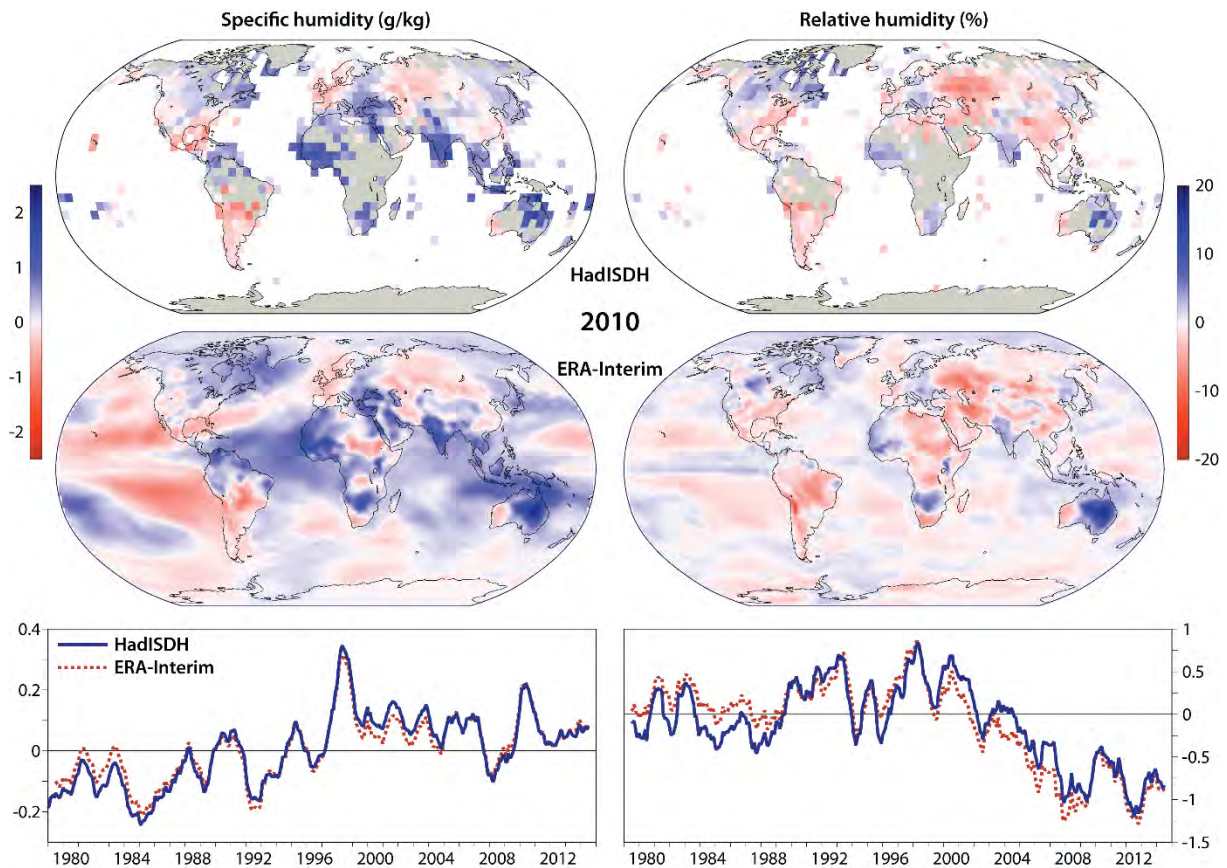 Specific humidity (g/kg)
Relative humidity (%)
2
1
0
-1
-2
20
10
0
-10
-20
HadISDH
2010
ERA-Interim
0.4
0.2
0
-0.2
HadISDH
ERA-Interim
1980 1984 1988 1992 1996 2000 2004 2008 2012
1
0.5
0
-0.5
-1
-1.5
1980 1984 1988 1992 1996 2000 2004 2008 2012